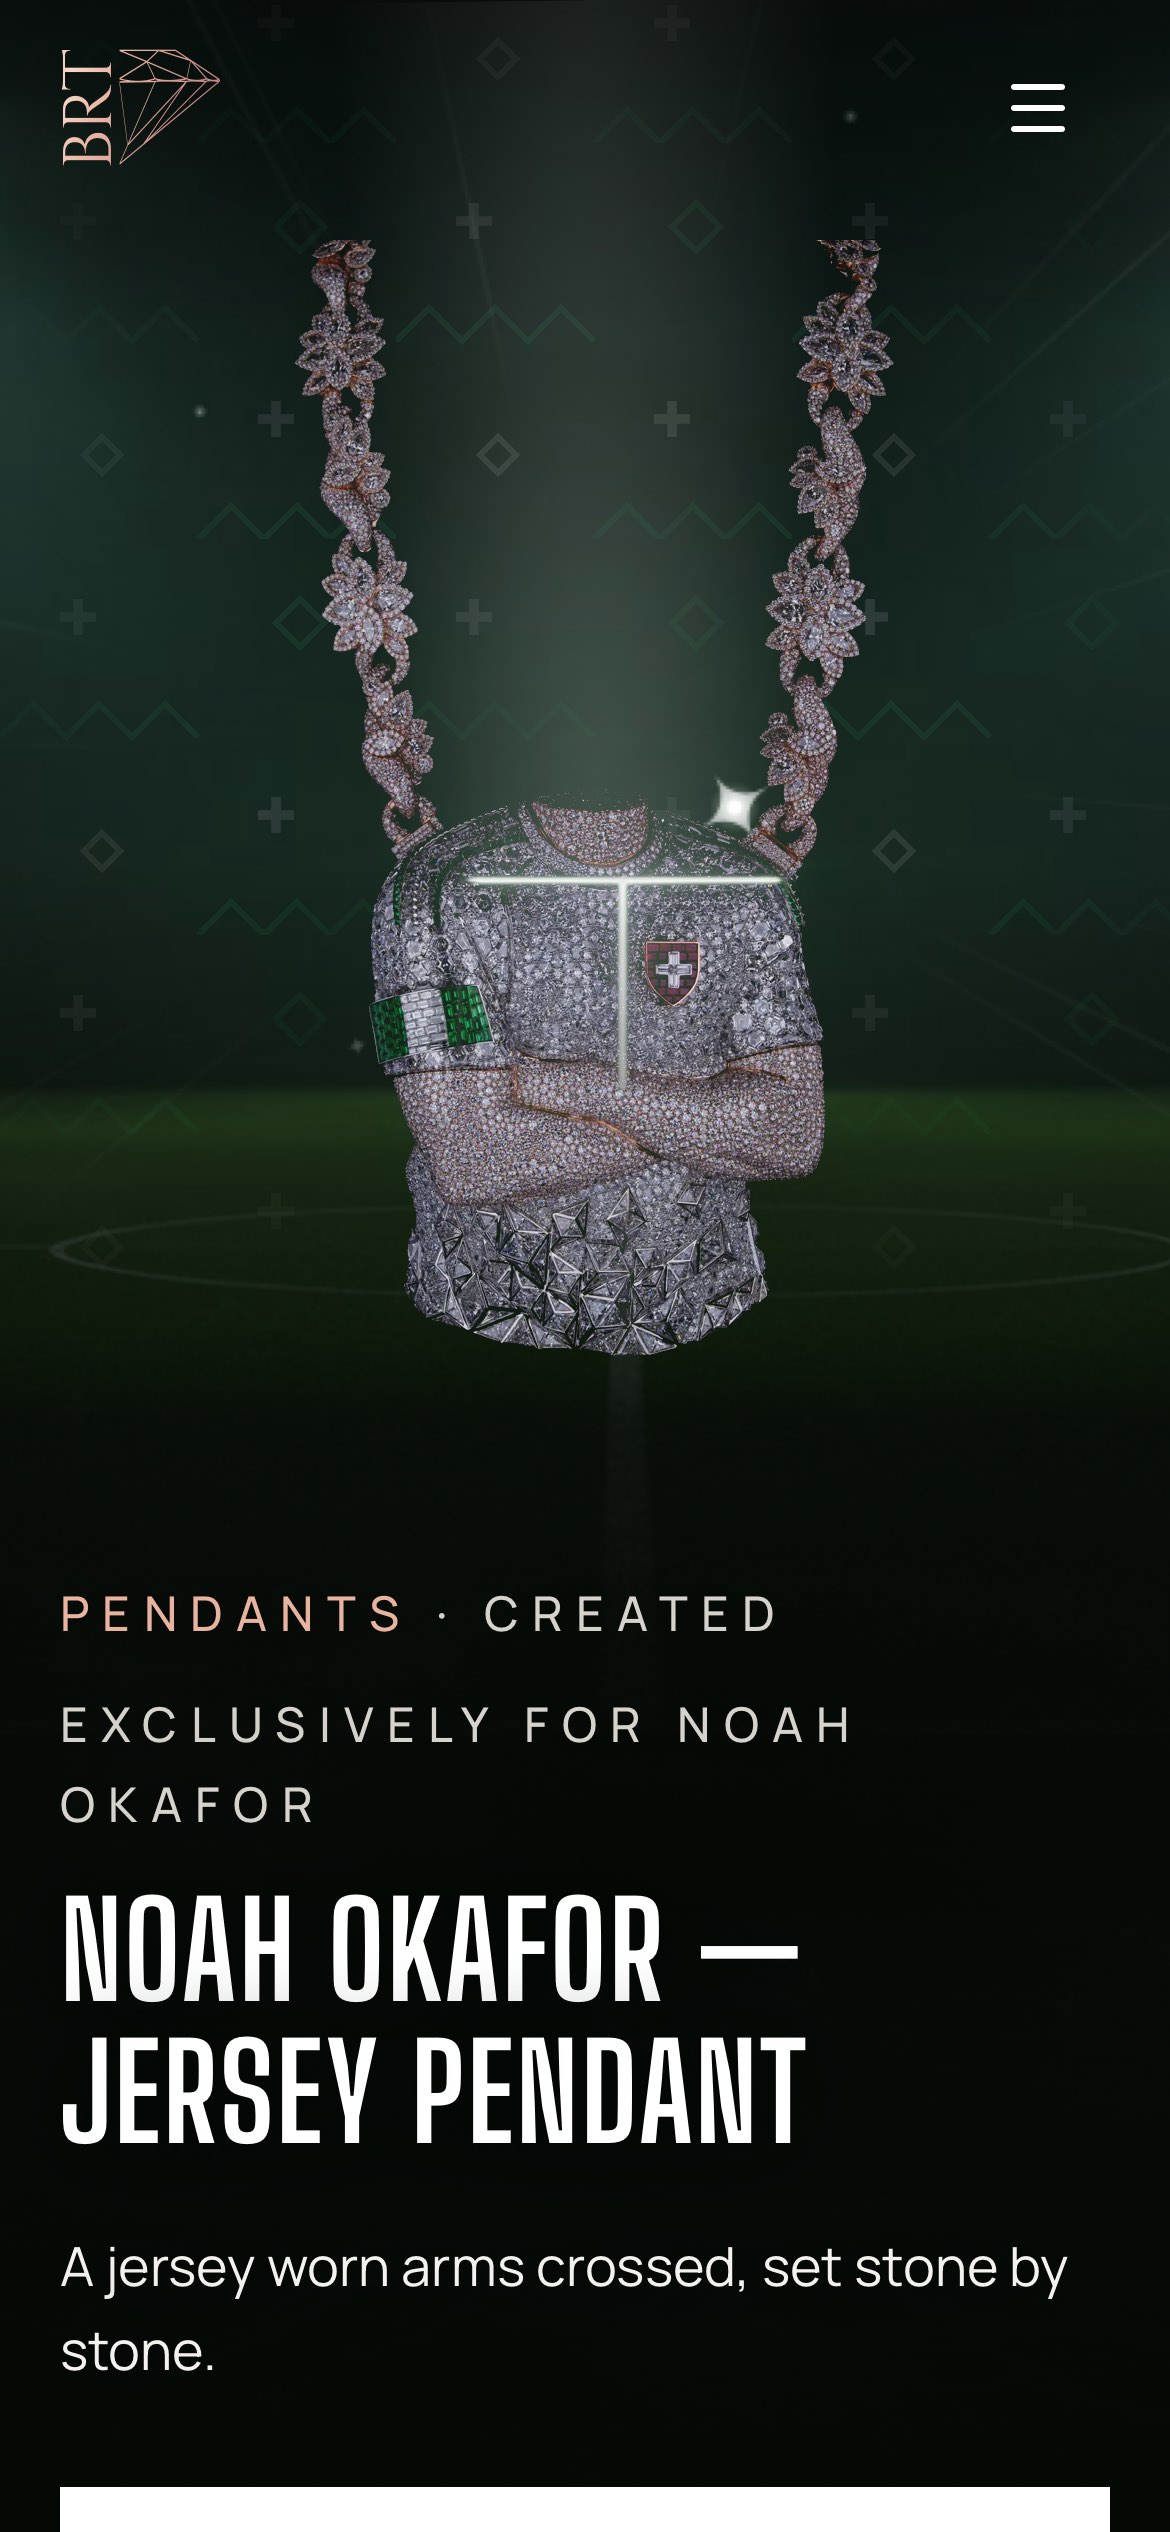 BRT
PENDANTS · CREATED
EXCLUSIVELY FOR NOAH
OKAFOR
NOAH OKAFOR —
JERSEY PENDANT
A jersey worn arms crossed, set stone by
stone.